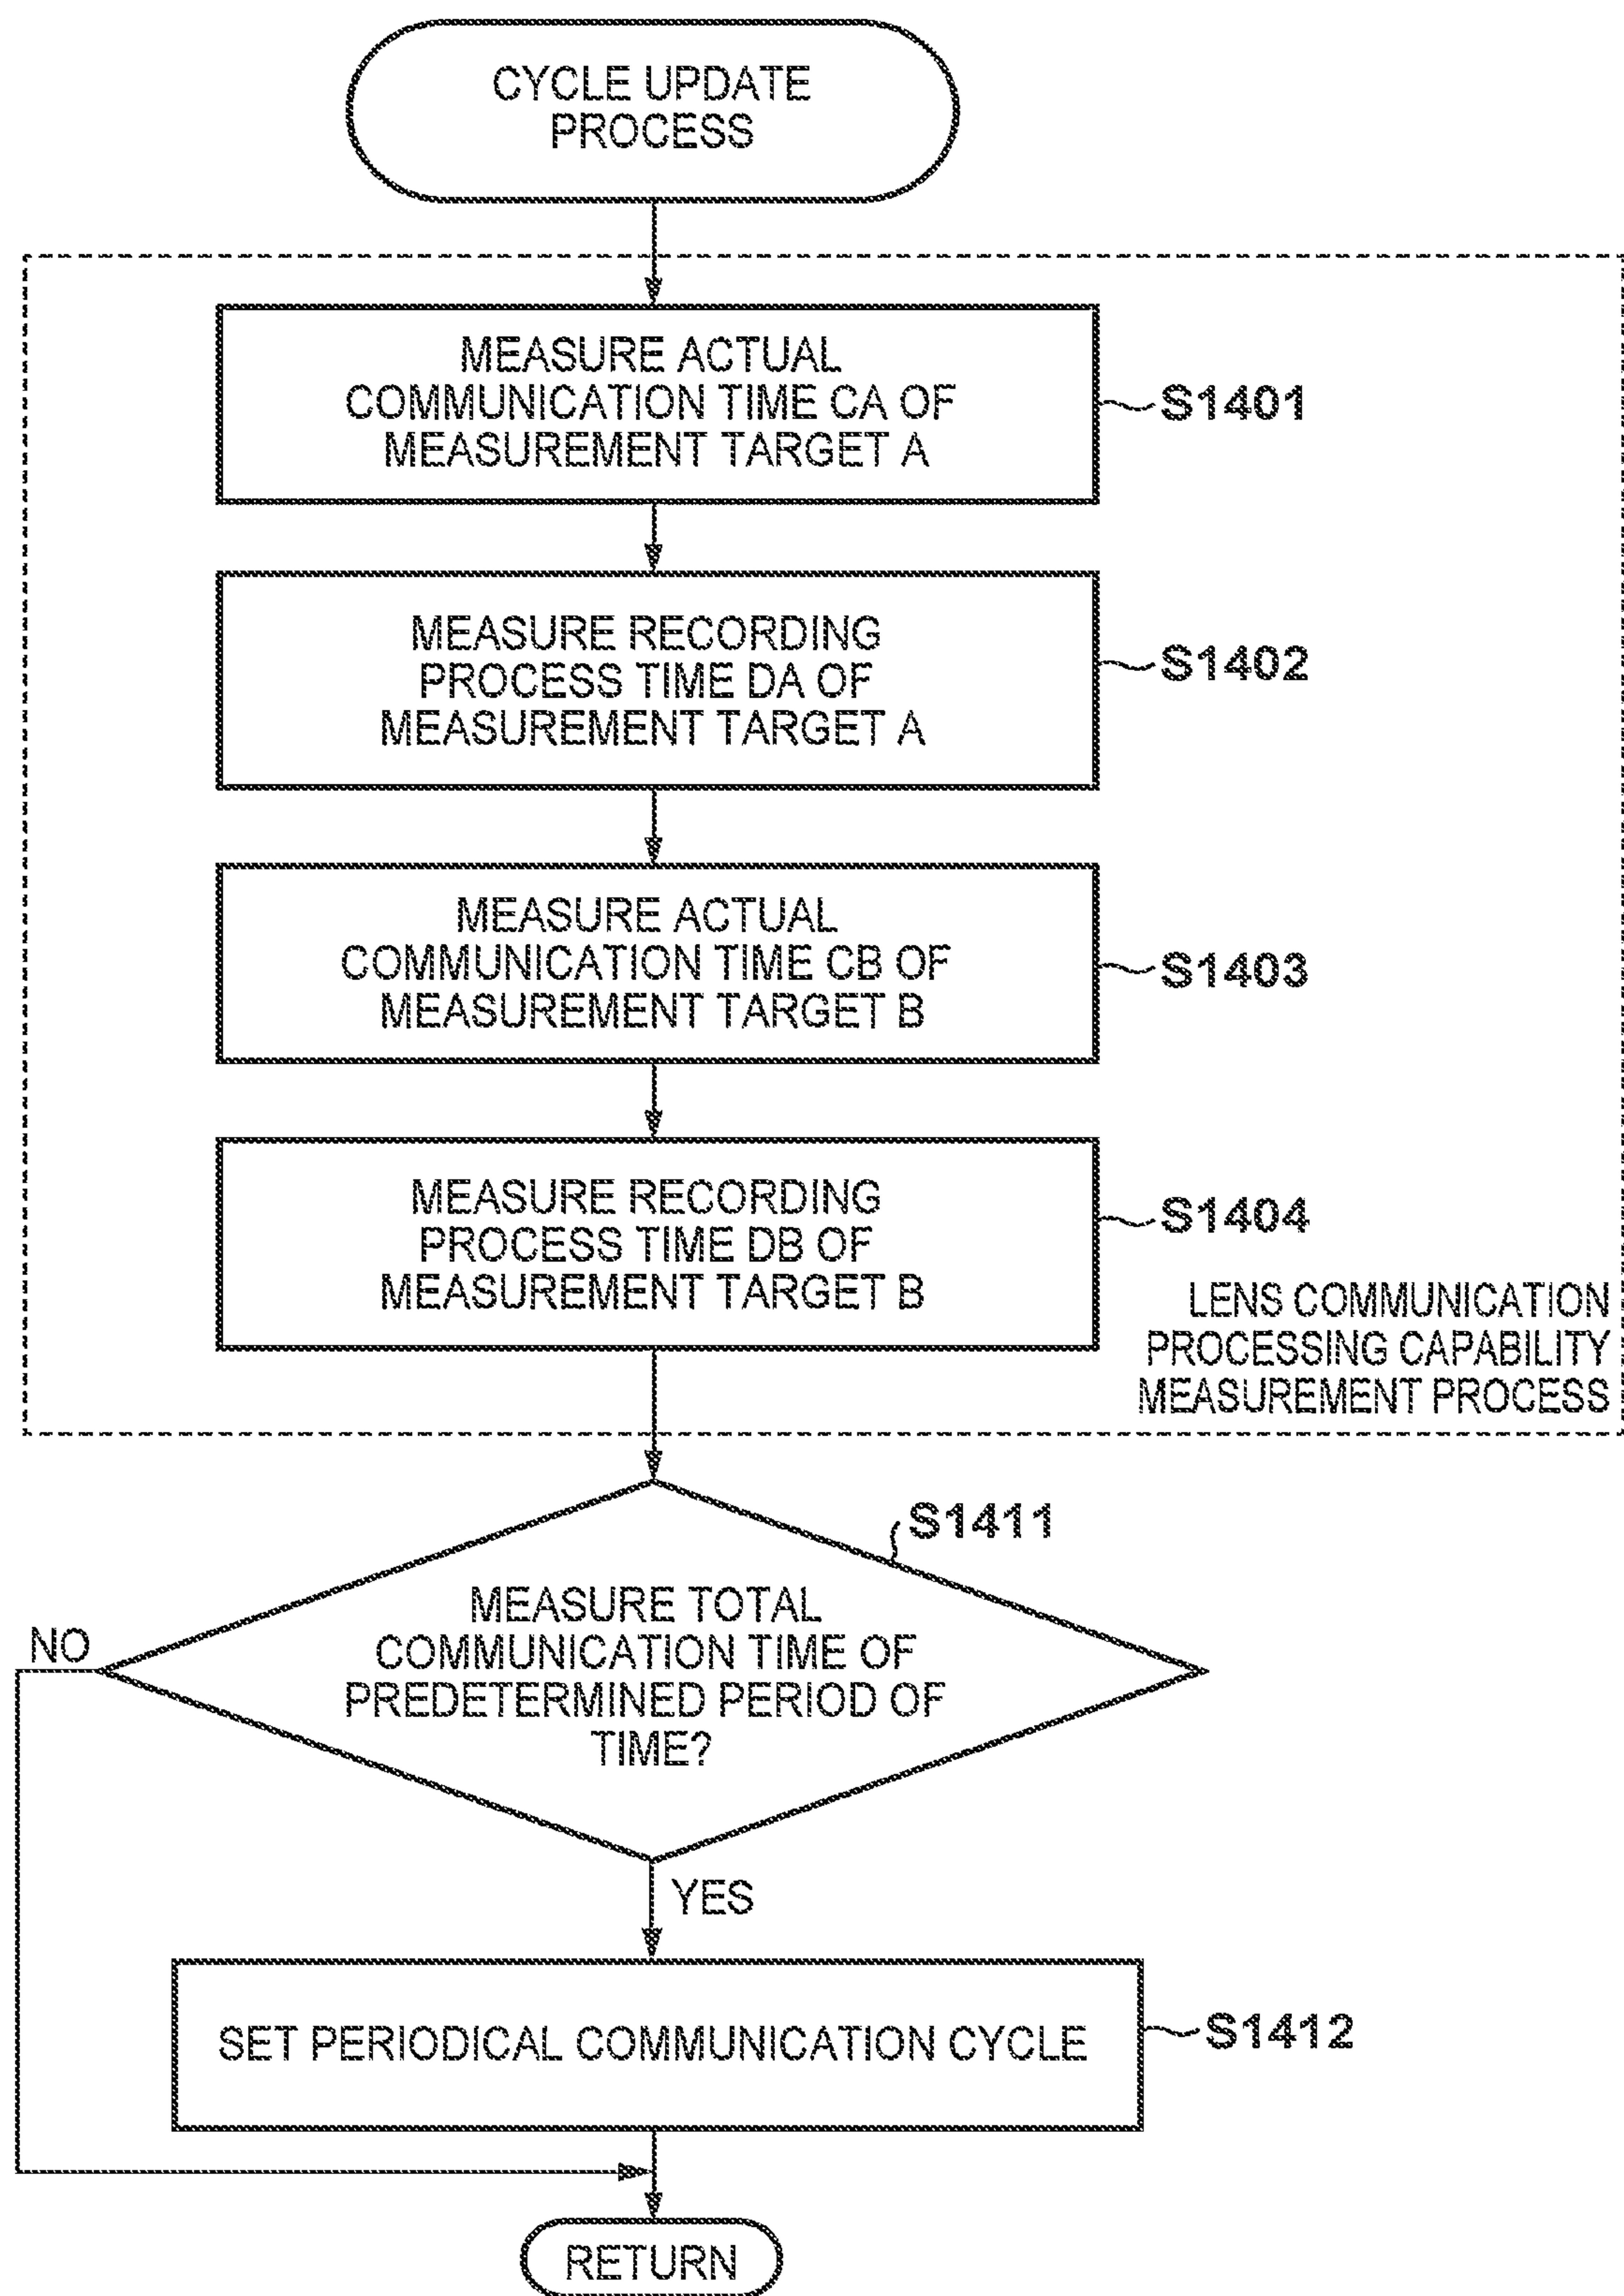 CYCLE UPDATE
PROCESS
MEASURE ACTUAL
COMMUNICATION TIME CA OF
MEASUREMENT TARGET A
S1401
MEASURE RECORDING
PROCESS TIME DA OF
MEASUREMENT TARGET A
S1402
MEASURE ACTUAL
COMMUNICATION TIME CB OF
MEASUREMENT TARGET B
S1403
MEASURE RECORDING
PROCESS TIME DB OF
MEASUREMENT TARGET B
S1404
LENS COMMUNICATION
PROCESSING CAPABILITY
MEASUREMENT PROCESS
S1411
MEASURE TOTAL
COMMUNICATION TIME OF
PREDETERMINED PERIOD OF
TIME?
NO
YES
SET PERIODICAL COMMUNICATION CYCLE
S1412
RETURN